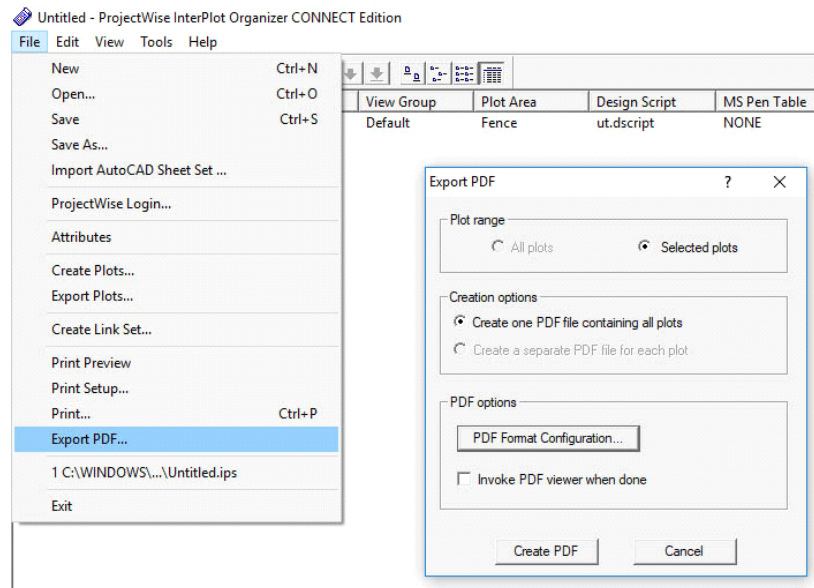 Untitled - ProjectWise InterPlot Organizer CONNECT Edition
File Edit View Tools Help
New Ctrl+N
Open... Ctrl+O
Save Ctrl+S
Save As...
Import AutoCAD Sheet Set ...
ProjectWise Login...
Attributes
Create Plots...
Export Plots...
Create Link Set...
Print Preview
Print Setup...
Print... Ctrl+P
Export PDF...
1 C:\WINDOWS\...\Untitled.ips
Exit
View Group Plot Area Design Script MS Pen Table
Default Fence ut.dscript NONE
Export PDF ? X
Plot range
All plots Selected plots
Creation options
Create one PDF file containing all plots
Create a separate PDF file for each plot
PDF options
PDF Format Configuration...
Invoke PDF viewer when done
Create PDF Cancel